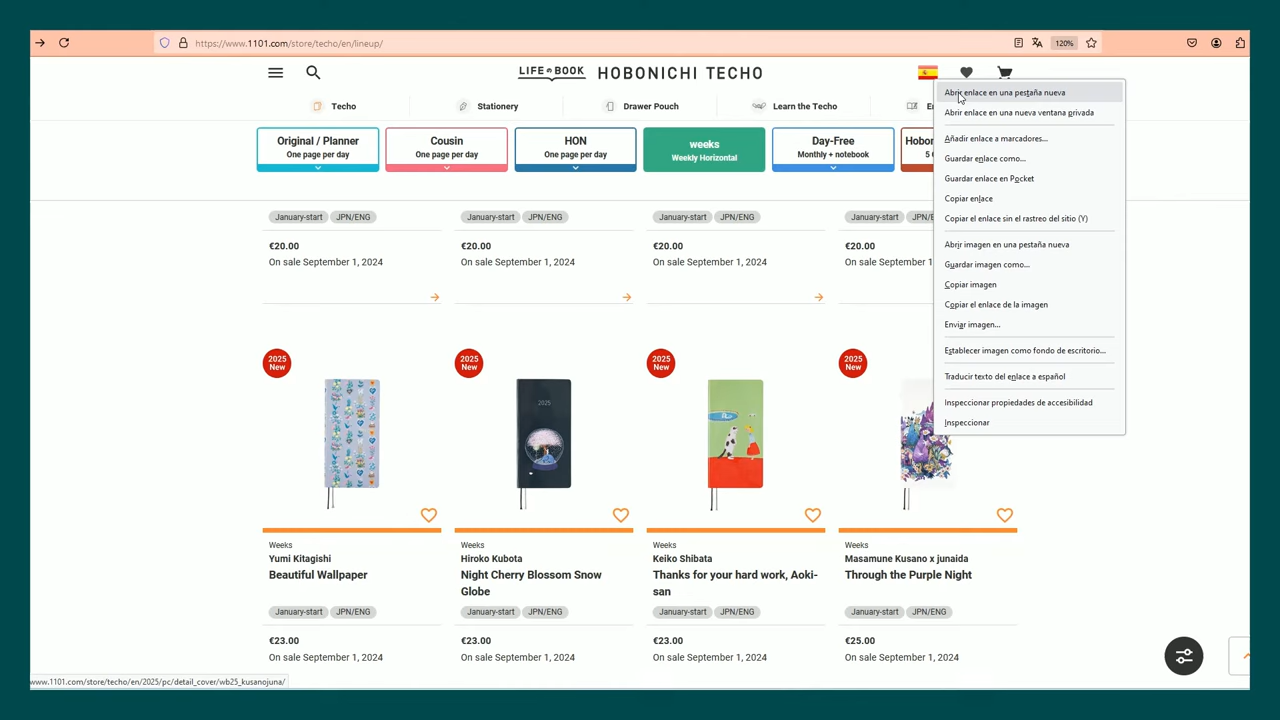 https://www.1101.com/store/techo/en/lineup/
120%
LIFE BOOK HOBONICHI TECHO
Techo
Stationery
Drawer Pouch
Learn the Techo
Original / Planner
One page per day
Cousin
One page per day
HON
One page per day
weeks
Weekly Horizontal
Day-Free
Monthly + notebook
Abrir enlace en una pestaña nueva
Abrir enlace en una nueva ventana privada
Añadir enlace a marcadores...
Guardar enlace como...
Guardar enlace en Pocket
Copiar enlace
Copiar el enlace sin el rastreo del sitio (Y)
Abrir imagen en una pestaña nueva
Guardar imagen como...
Copiar imagen
Copiar el enlace de la imagen
Enviar imagen...
Establecer imagen como fondo de escritorio...
Traducir texto del enlace a español
Inspeccionar propiedades de accesibilidad
Inspeccionar
January-start JPN/ENG
€20.00
On sale September 1, 2024
January-start JPN/ENG
€20.00
On sale September 1, 2024
January-start JPN/ENG
€20.00
On sale September 1, 2024
January-start JPN/E
€20.00
On sale September 1, 2024
2025
New
Weeks
Yumi Kitagishi
Beautiful Wallpaper
January-start JPN/ENG
€23.00
On sale September 1, 2024
2025
New
2025
Weeks
Hiroko Kubota
Night Cherry Blossom Snow
Globe
January-start JPN/ENG
€23.00
On sale September 1, 2024
2025
New
Weeks
Keiko Shibata
Thanks for your hard work, Aoki-
san
January-start JPN/ENG
€23.00
On sale September 1, 2024
2025
New
Weeks
Masamune Kusano x junaida
Through the Purple Night
January-start JPN/ENG
€25.00
On sale September 1, 2024
www.1101.com/store/techo/en/2025/pc/detail_cover/wb25_kusanojuna/